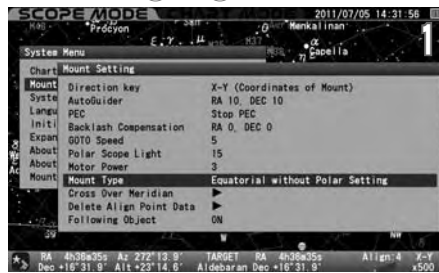 SCOPE MODE 2011/07/05 14:31:56
Procyon Menkalinan
ε.γ. μ M37 α
η Capella 1
System Menu
Chart Mount Setting
Mount Direction key X-Y (Coordinates of Mount)
Syste AutoGuider RA 10, DEC 10
Langu PEC Stop PEC
Initi Backlash Compensation RA 0, DEC 0
Expan GOTO Speed 5
About Polar Scope Light 15
About Motor Power 3
Mount Mount Type Equatorial without Polar Setting
Cross Over Meridian ▶
Delete Align Point Data ▶
Following Object ON
W NW
RA 4h36m35s Az 272°13.9' TARGET RA 4h36m35s Align:4 X-Y
Dec +16°31.9' Alt +23°14.6' Aldebaran Dec +16°31.9' x500